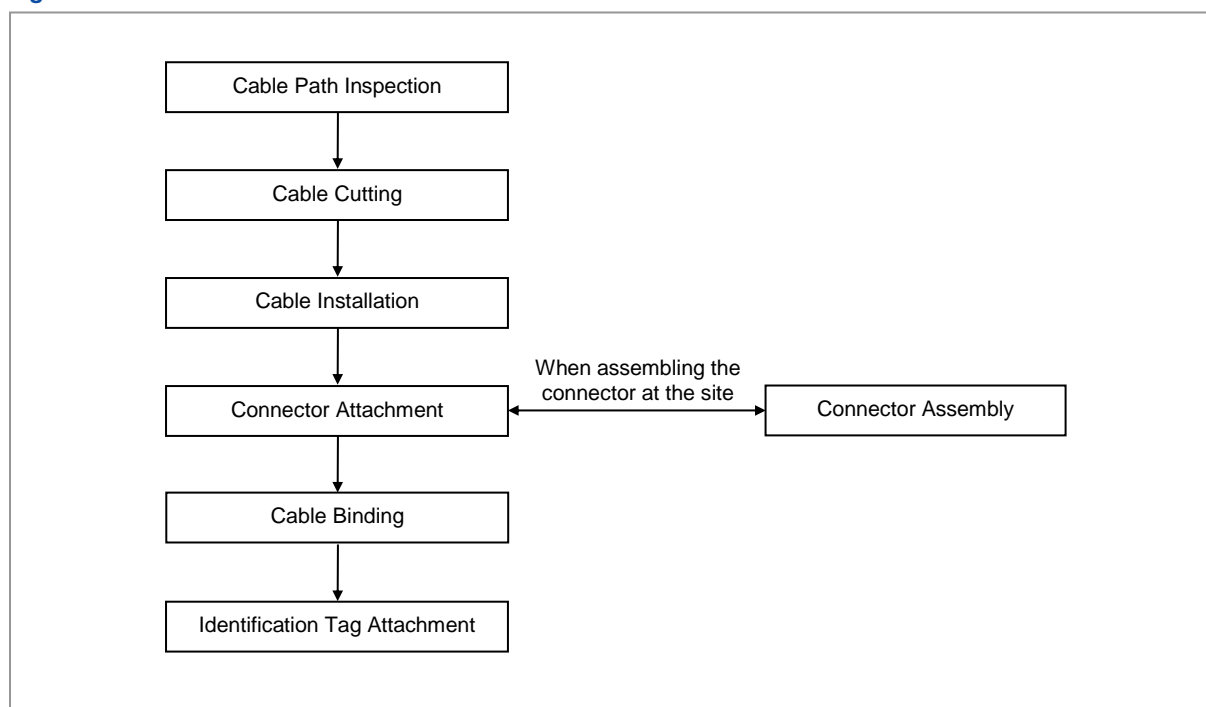 Cable Path Inspection
Cable Cutting
Cable Installation
When assembling the
connector at the site
Connector Attachment
Connector Assembly
Cable Binding
Identification Tag Attachment